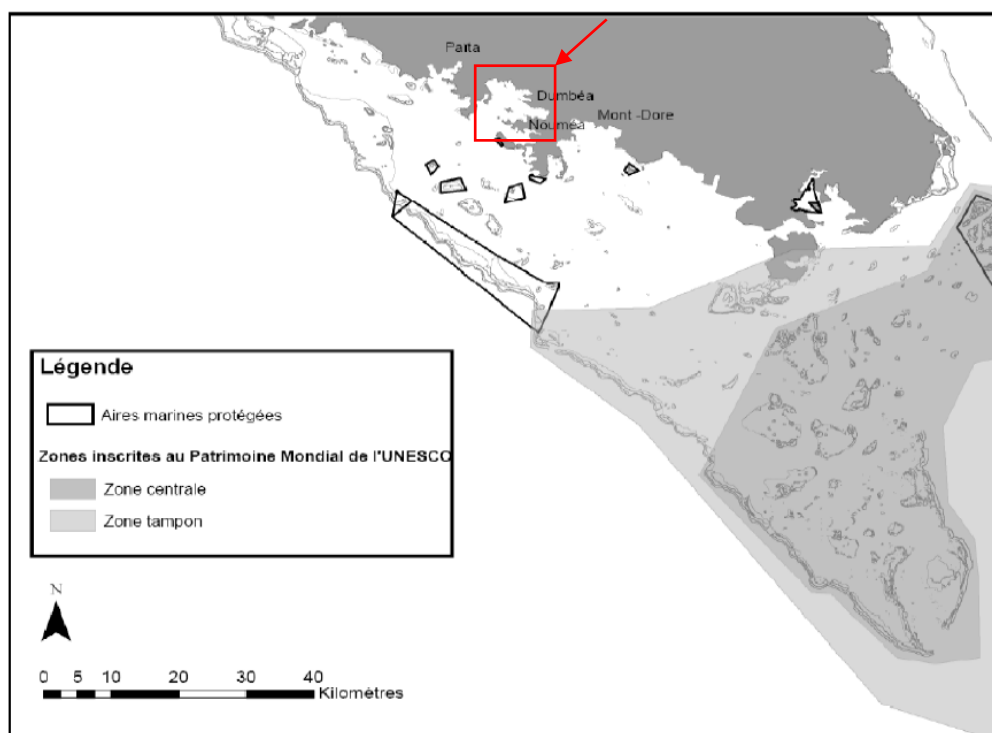 Païta
Dumbéa
Mont -Dore
Nouméa
Légende
Aires marines protégées
Zones inscrites au Patrimoine Mondial de l'UNESCO
Zone centrale
Zone tampon
N
0 5 10 20 30 40
Kilomètres